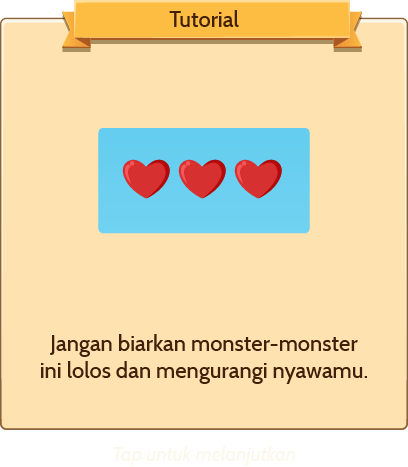 Tutorial
Jangan biarkan monster-monster
ini lolos dan mengurangi nyawamu.
Tap untuk melanjutkan